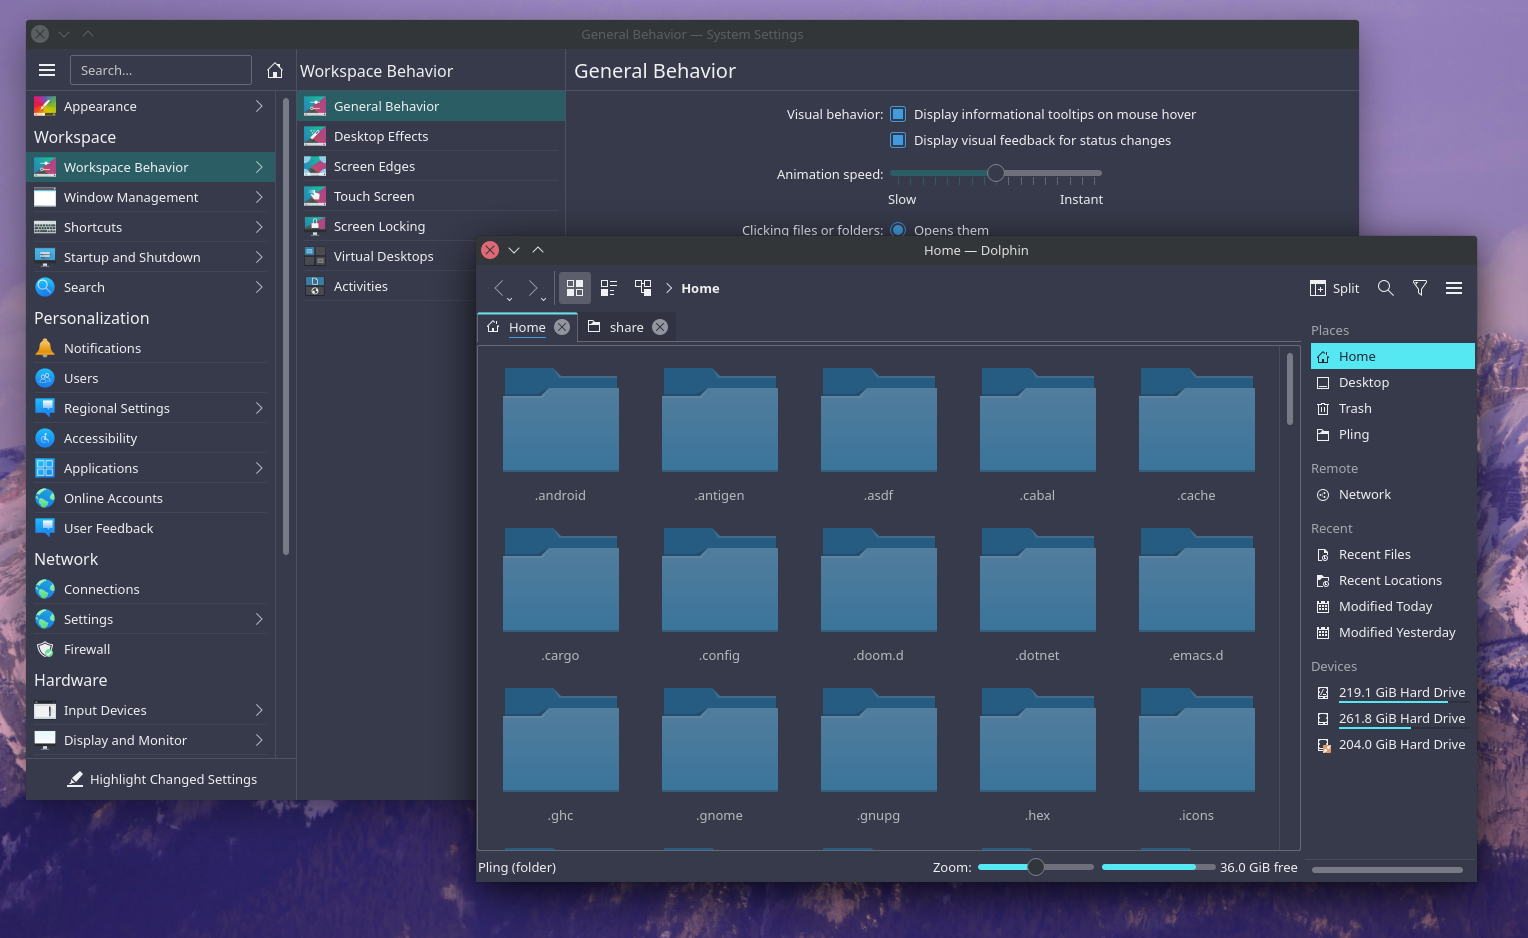 General Behavior — System Settings
Search...
Workspace Behavior
General Behavior
Appearance
Workspace
Workspace Behavior
Window Management
Shortcuts
Startup and Shutdown
Search
Personalization
Notifications
Users
Regional Settings
Accessibility
Applications
Online Accounts
User Feedback
Network
Connections
Settings
Firewall
Hardware
Input Devices
Display and Monitor
Highlight Changed Settings
General Behavior
Desktop Effects
Screen Edges
Touch Screen
Screen Locking
Virtual Desktops
Activities
Visual behavior: Display informational tooltips on mouse hover
Display visual feedback for status changes
Animation speed:
Slow Instant
Clicking files or folders: Opens them
Home — Dolphin
Home
Split
Home share
.android .antigen .asdf .cabal .cache
.cargo .config .doom.d .dotnet .emacs.d
.ghc .gnome .gnupg .hex .icons
Places
Home
Desktop
Trash
Pling
Remote
Network
Recent
Recent Files
Recent Locations
Modified Today
Modified Yesterday
Devices
219.1 GiB Hard Drive
261.8 GiB Hard Drive
204.0 GiB Hard Drive
Pling (folder) Zoom: 36.0 GiB free